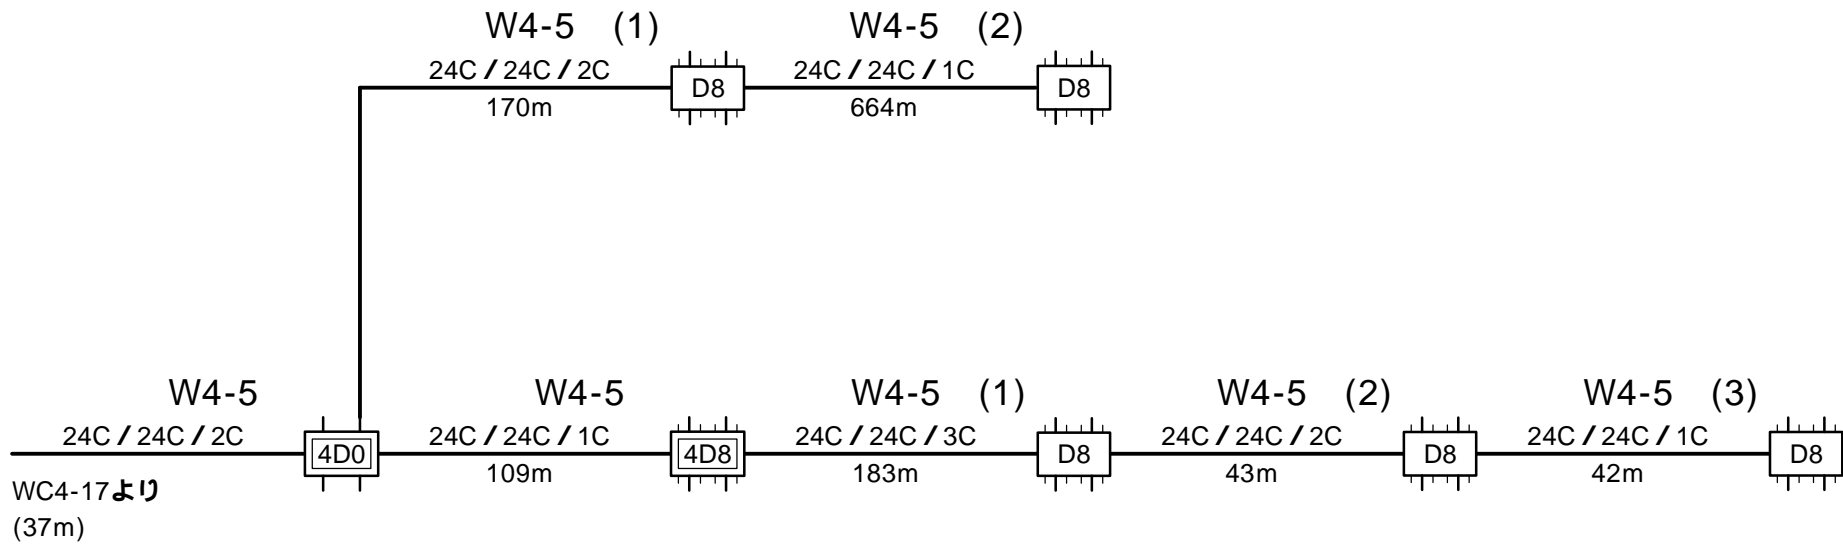 W4-5 (1)
W4-5 (2)
24C / 24C / 2C
24C / 24C / 1C
D8
D8
170m
664m
W4-5
W4-5
W4-5 (1)
W4-5 (2)
W4-5 (3)
24C / 24C / 2C
24C / 24C / 1C
24C / 24C / 3C
24C / 24C / 2C
24C / 24C / 1C
4D0
4D8
D8
D8
D8
109m
183m
43m
42m
WC4-17より
(37m)